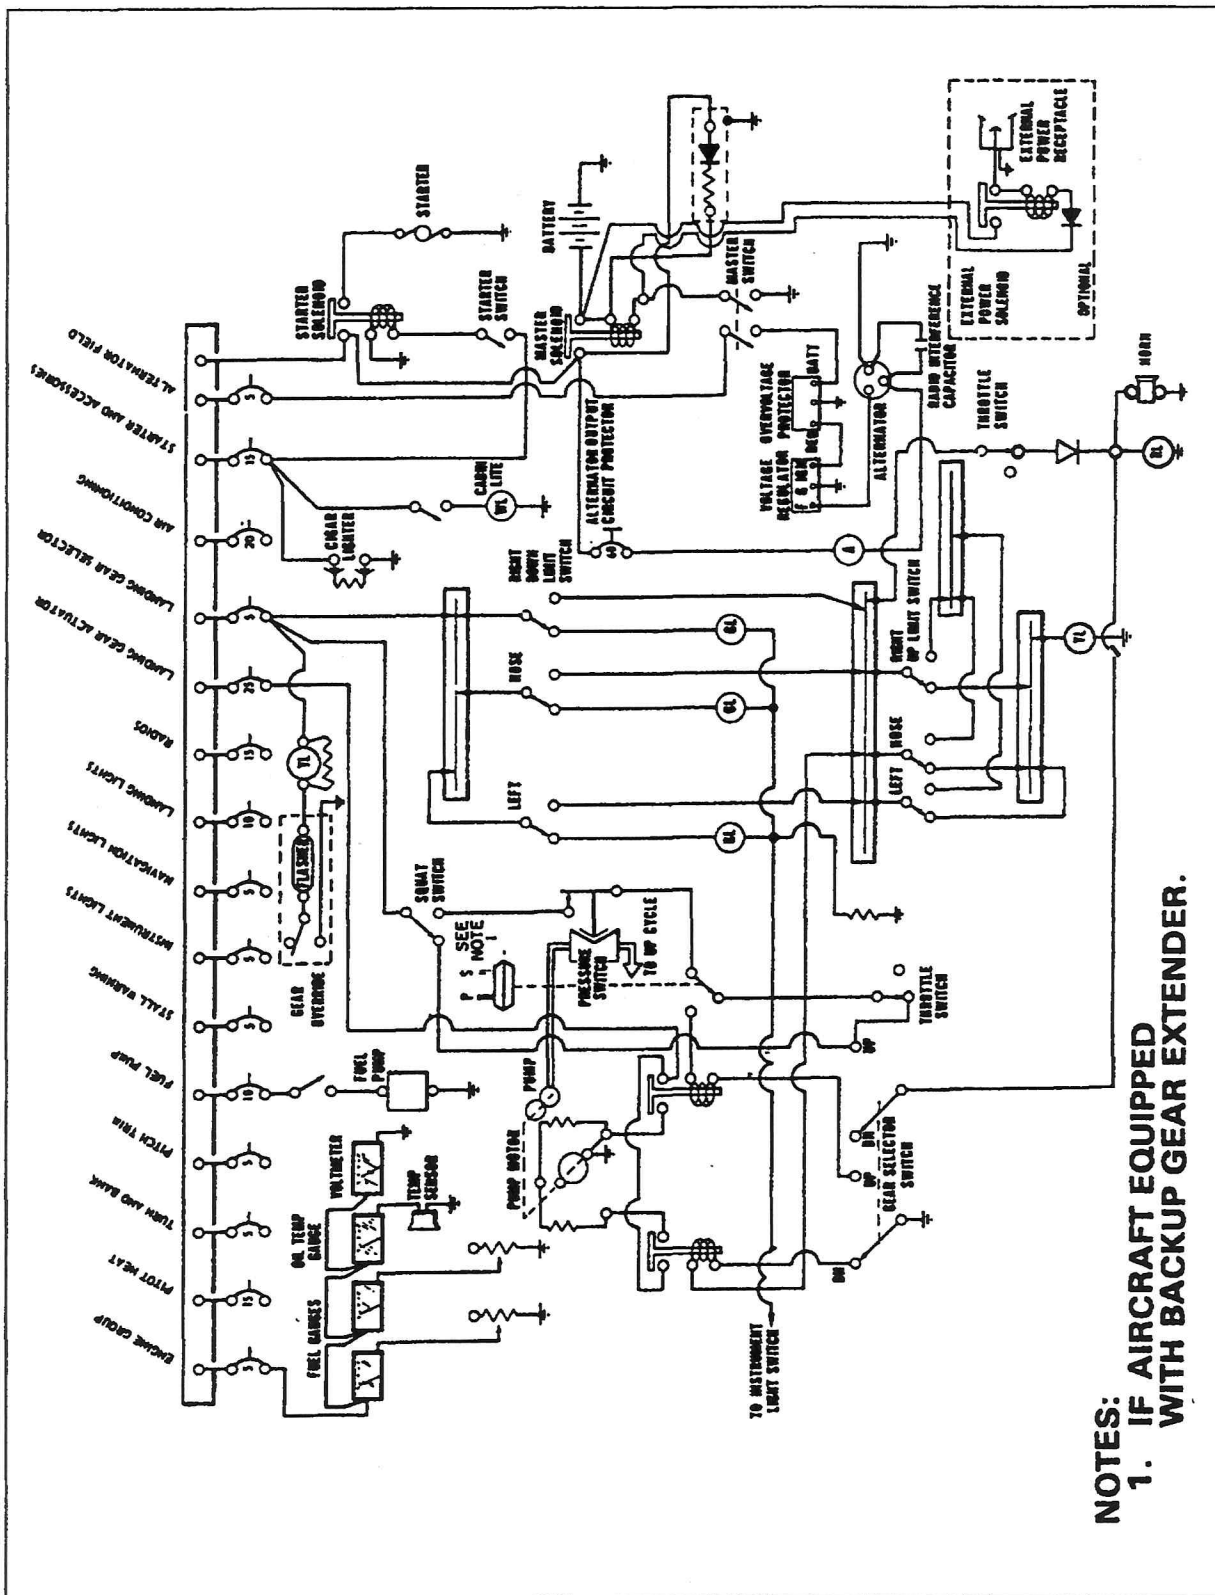 ENGINE GROUP
PITOT HEAT
TURN AND BANK
PITCH TRIM
FUEL PUMP
STALL WARNING
INSTRUMENT LIGHTS
NAVIGATION LIGHTS
LANDING LIGHTS
RADIOS
LANDING GEAR ACTUATOR
LANDING GEAR SELECTOR
AIR CONDITIONING
STARTER AND ACCESSORIES
ALTERNATOR FIELD
5
15
5
5
10
5
5
5
10
15
25
5
20
15
5
FUEL GAUGES
OIL TEMP
GAUGE
VOLTMETER
TEMP
SENSOR
FUEL
PUMP
GEAR
OVERRIDE
FLASHER
YL
CIGAR
LIGHTER
CABIN
LITE
WL
STARTER
SOLENOID
STARTER
STARTER
SWITCH
BATTERY
MASTER
SOLENOID
MASTER
SWITCH
PUMP MOTOR
PUMP
SQUAT
SWITCH
P S
SEE
NOTE
1
PRESSURE
SWITCH
TO UP CYCLE
LEFT
NOSE
RIGHT
DOWN
LIMIT
SWITCH
GL
GL
GL
ALTERNATOR OUTPUT
CIRCUIT PROTECTOR
60
VOLTAGE
REGULATOR
OVERVOLTAGE
PROTECTOR
F G IGN
REG
BATT
ALTERNATOR
A
RADIO INTERFERENCE
CAPACITOR
EXTERNAL
POWER
SOLENOID
EXTERNAL
POWER
RECEPTACLE
OPTIONAL
TO INSTRUMENT
LIGHT SWITCH
DN
UP
DN
GEAR SELECTOR
SWITCH
UP
THROTTLE
SWITCH
LEFT
NOSE
RIGHT
UP LIMIT SWITCH
YL
THROTTLE
SWITCH
RL
HORN
NOTES:
1. IF AIRCRAFT EQUIPPED
WITH BACKUP GEAR EXTENDER.